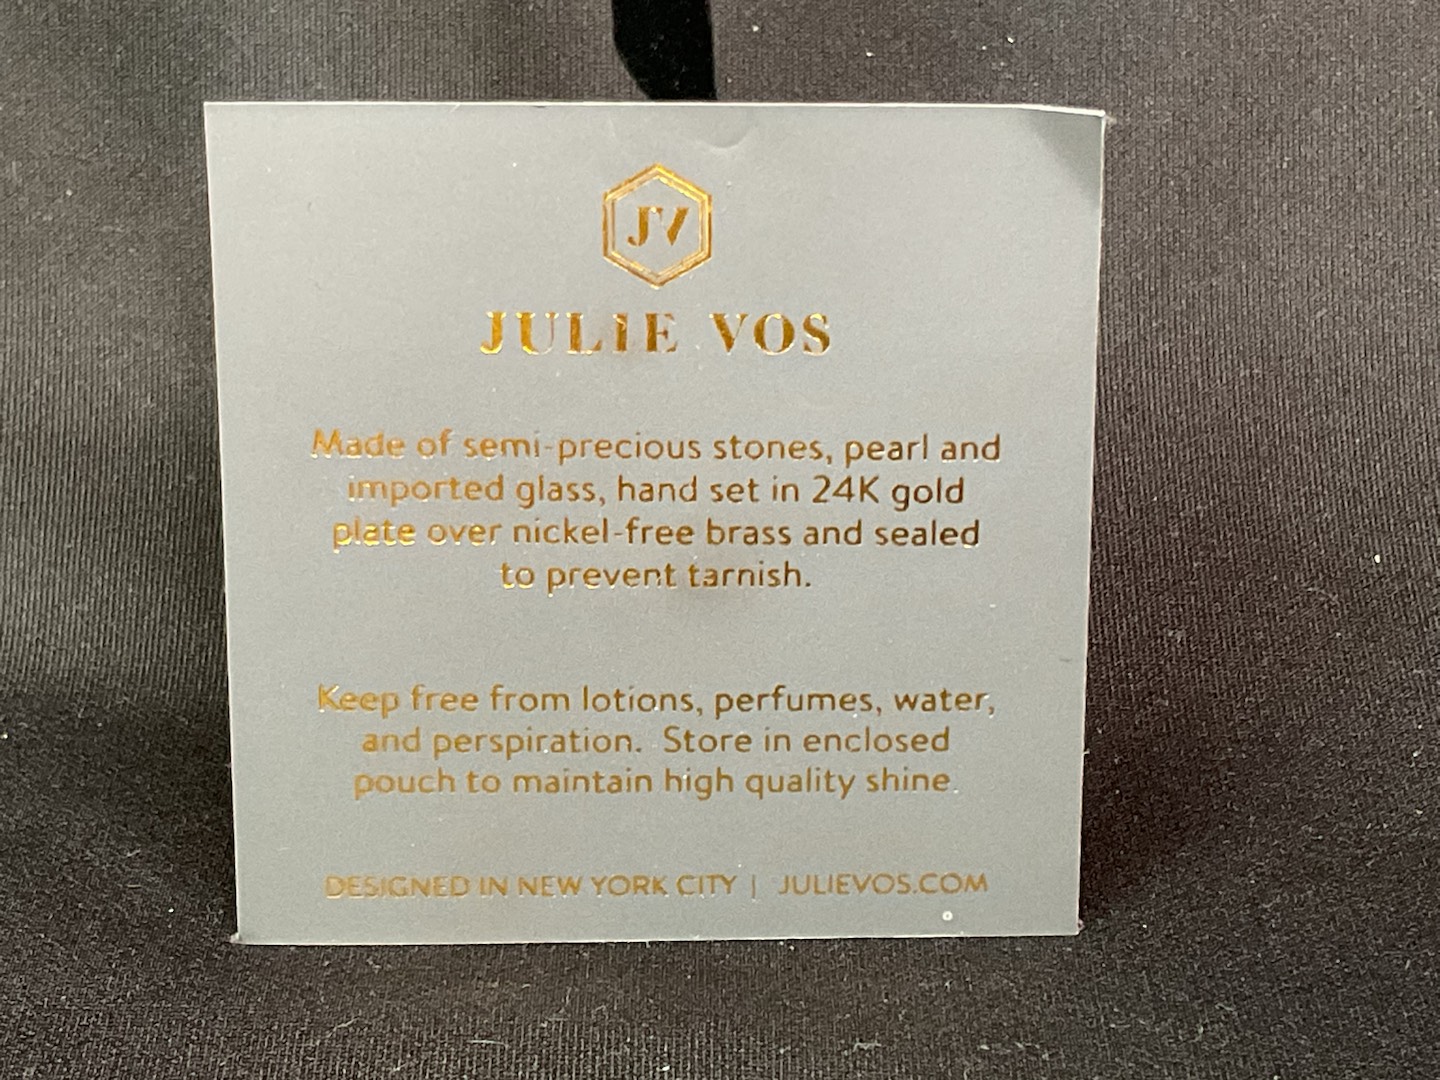 JV
JULIE VOS
Made of semi-precious stones, pearl and
imported glass, hand set in 24K gold
plate over nickel-free brass and sealed
to prevent tarnish.
Keep free from lotions, perfumes, water,
and perspiration. Store in enclosed
pouch to maintain high quality shine.
DESIGNED IN NEW YORK CITY | JULIEVOS.COM